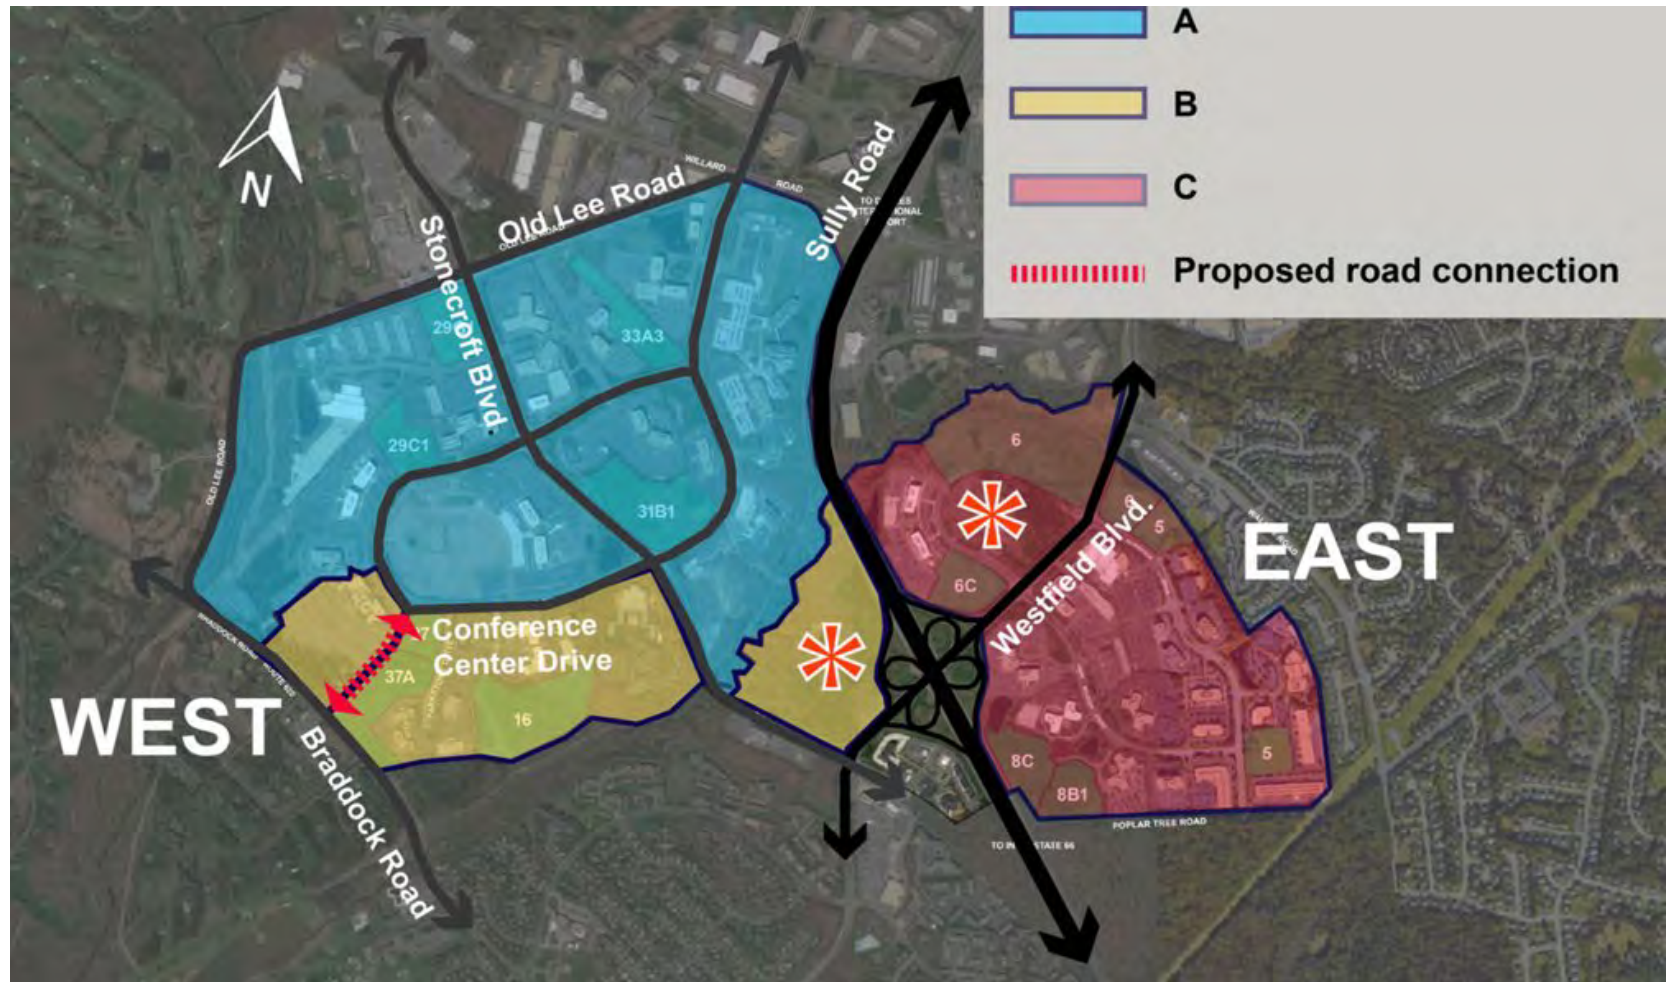 A
B
C
Proposed road connection
N
WILLARD
ROAD
Old Lee Road
OLD LEE ROAD
Stonecroft Blvd
Sully Road
33A3
29C1
31B1
OLD LEE ROAD
6
5
6C
Westfield Blvd.
EAST
Conference
Center Drive
37A
16
WEST
Braddock Road
8C
8B1
5
POPLAR TREE ROAD